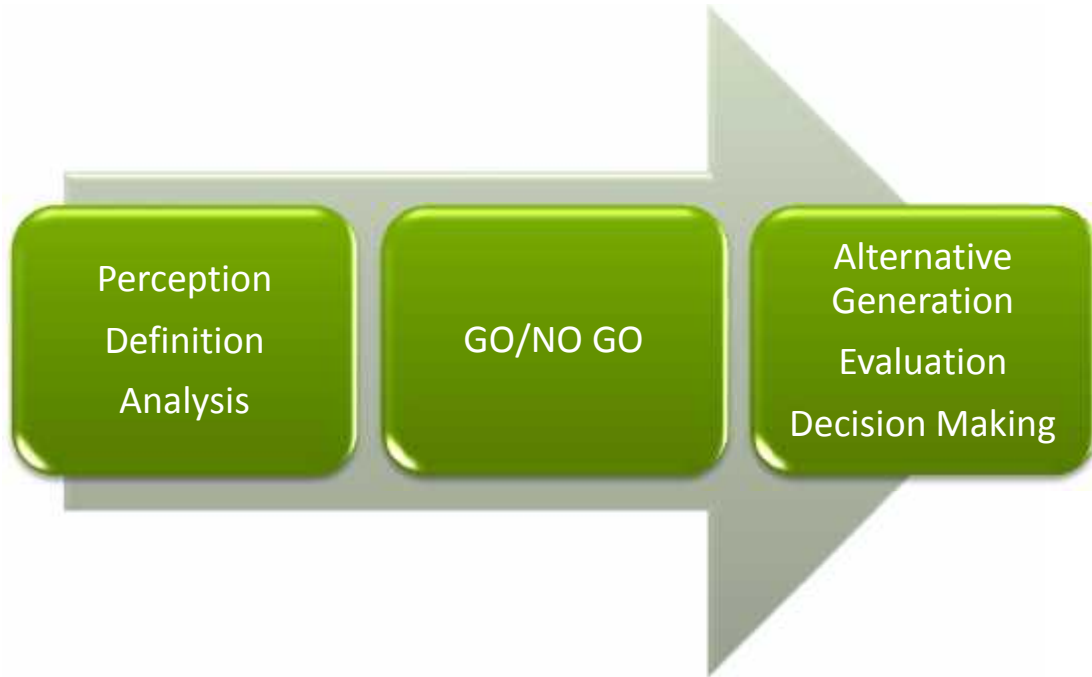 Perception
Definition
Analysis
GO/NO GO
Alternative
Generation
Evaluation
Decision Making